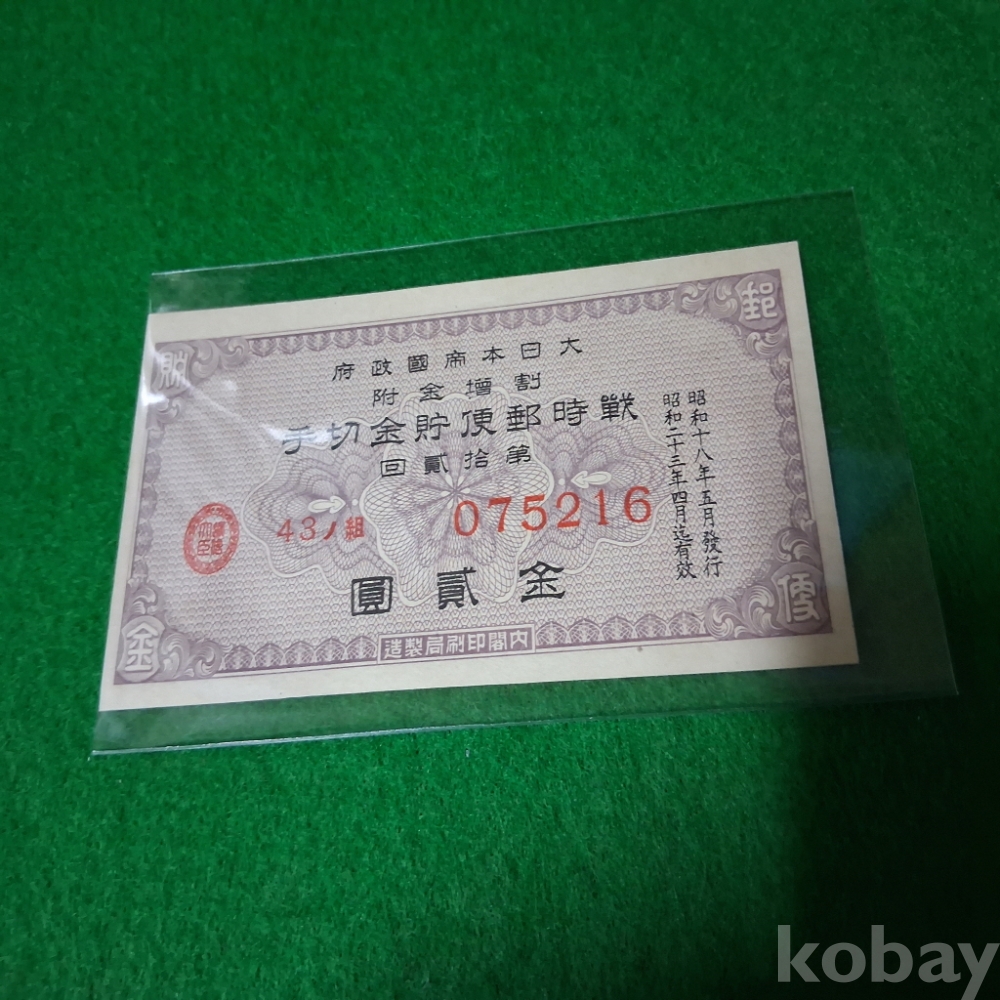 大日本帝國政府
割增金附
戰時郵便貯金切手
第拾貳回
43ノ組 075216
金貳圓
昭和十八年五月發行
昭和二十三年四月迄有效
內閣印刷局製造
郵
便
貯
金
kobay